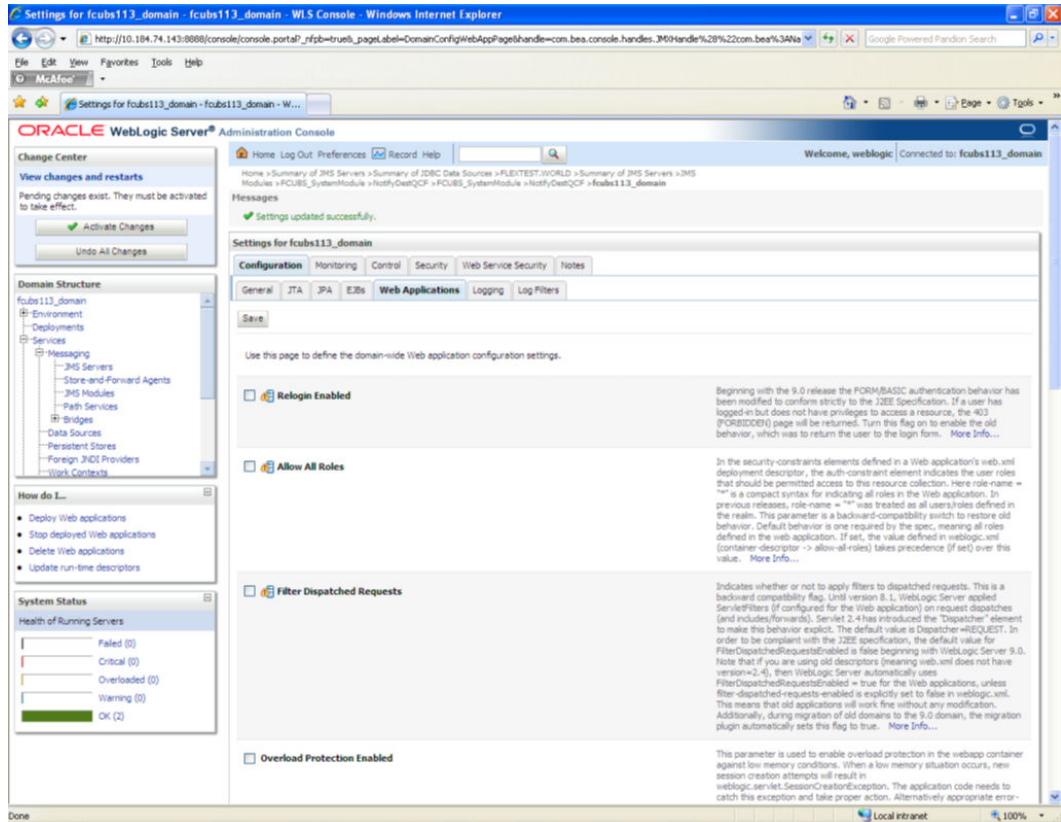 Settings for fcubs113_domain - fcubs113_domain - WLS Console - Windows Internet Explorer
http://10.184.74.143:8888/console/console.portal?_nfpb=true&_pageLabel=DomainConfigWebAppPage&handle=com.bea.console.handles.JMXHandle%28%22com.bea%3ANa
Google Powered Pandion Search
File Edit View Favorites Tools Help
McAfee
Settings for fcubs113_domain - fcubs113_domain - W...
Page Tools
ORACLE WebLogic Server® Administration Console
Change Center
View changes and restarts
Pending changes exist. They must be activated
to take effect.
Activate Changes
Undo All Changes
Domain Structure
fcubs113_domain
Environment
Deployments
Services
Messaging
JMS Servers
Store-and-Forward Agents
JMS Modules
Path Services
Bridges
Data Sources
Persistent Stores
Foreign JNDI Providers
Work Contexts
How do I...
Deploy Web applications
Stop deployed Web applications
Delete Web applications
Update run-time descriptors
System Status
Health of Running Servers
Failed (0)
Critical (0)
Overloaded (0)
Warning (0)
OK (2)
Home Log Out Preferences Record Help
Welcome, weblogic Connected to: fcubs113_domain
Home >Summary of JMS Servers >Summary of JDBC Data Sources >FLEXTEST.WORLD >Summary of JMS Servers >JMS
Modules >FCUBS_SystemModule >NotifyDestQCF >FCUBS_SystemModule >NotifyDestQCF >fcubs113_domain
Messages
Settings updated successfully.
Settings for fcubs113_domain
Configuration Monitoring Control Security Web Service Security Notes
General JTA JPA EJBs Web Applications Logging Log Filters
Save
Use this page to define the domain-wide Web application configuration settings.
Relogin Enabled
Beginning with the 9.0 release the FORM/BASIC authentication behavior has
been modified to conform strictly to the J2EE Specification. If a user has
logged-in but does not have privileges to access a resource, the 403
(FORBIDDEN) page will be returned. Turn this flag on to enable the old
behavior, which was to return the user to the login form. More Info...
Allow All Roles
In the security-constraints elements defined in a Web application's web.xml
deployment descriptor, the auth-constraint element indicates the user roles
that should be permitted access to this resource collection. Here role-name =
"*" is a compact syntax for indicating all roles in the Web application. In
previous releases, role-name = "*" was treated as all users/roles defined in
the realm. This parameter is a backward-compatibility switch to restore old
behavior. Default behavior is one required by the spec, meaning all roles
defined in the web application. If set, the value defined in weblogic.xml
(container-descriptor -> allow-all-roles) takes precedence (if set) over this
value. More Info...
Filter Dispatched Requests
Indicates whether or not to apply filters to dispatched requests. This is a
backward compatibility flag. Until version 8.1, WebLogic Server applied
ServletFilters (if configured for the Web application) on request dispatches
(and includes/forwards). Servlet 2.4 has introduced the "Dispatcher" element
to make this behavior explicit. The default value is Dispatcher=REQUEST. In
order to be complaint with the J2EE specification, the default value for
FilterDispatchedRequestsEnabled is false beginning with WebLogic Server 9.0.
Note that if you are using old descriptors (meaning web.xml does not have
version=2.4), then WebLogic Server automatically uses
FilterDispatchedRequestsEnabled = true for the Web applications, unless
filter-dispatched-requests-enabled is explicitly set to false in weblogic.xml.
This means that old applications will work fine without any modification.
Additionally, during migration of old domains to the 9.0 domain, the migration
plugin automatically sets this flag to true. More Info...
Overload Protection Enabled
This parameter is used to enable overload protection in the webapp container
against low memory conditions. When a low memory situation occurs, new
session creation attempts will result in
weblogic.servlet.SessionCreationException. The application code needs to
catch this exception and take proper action. Alternatively appropriate error-
Done
Local intranet
100%